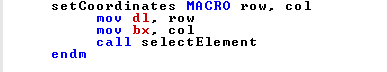 setCoordinates MACRO row, col
mov dl, row
mov bx, col
call selectElement
endm